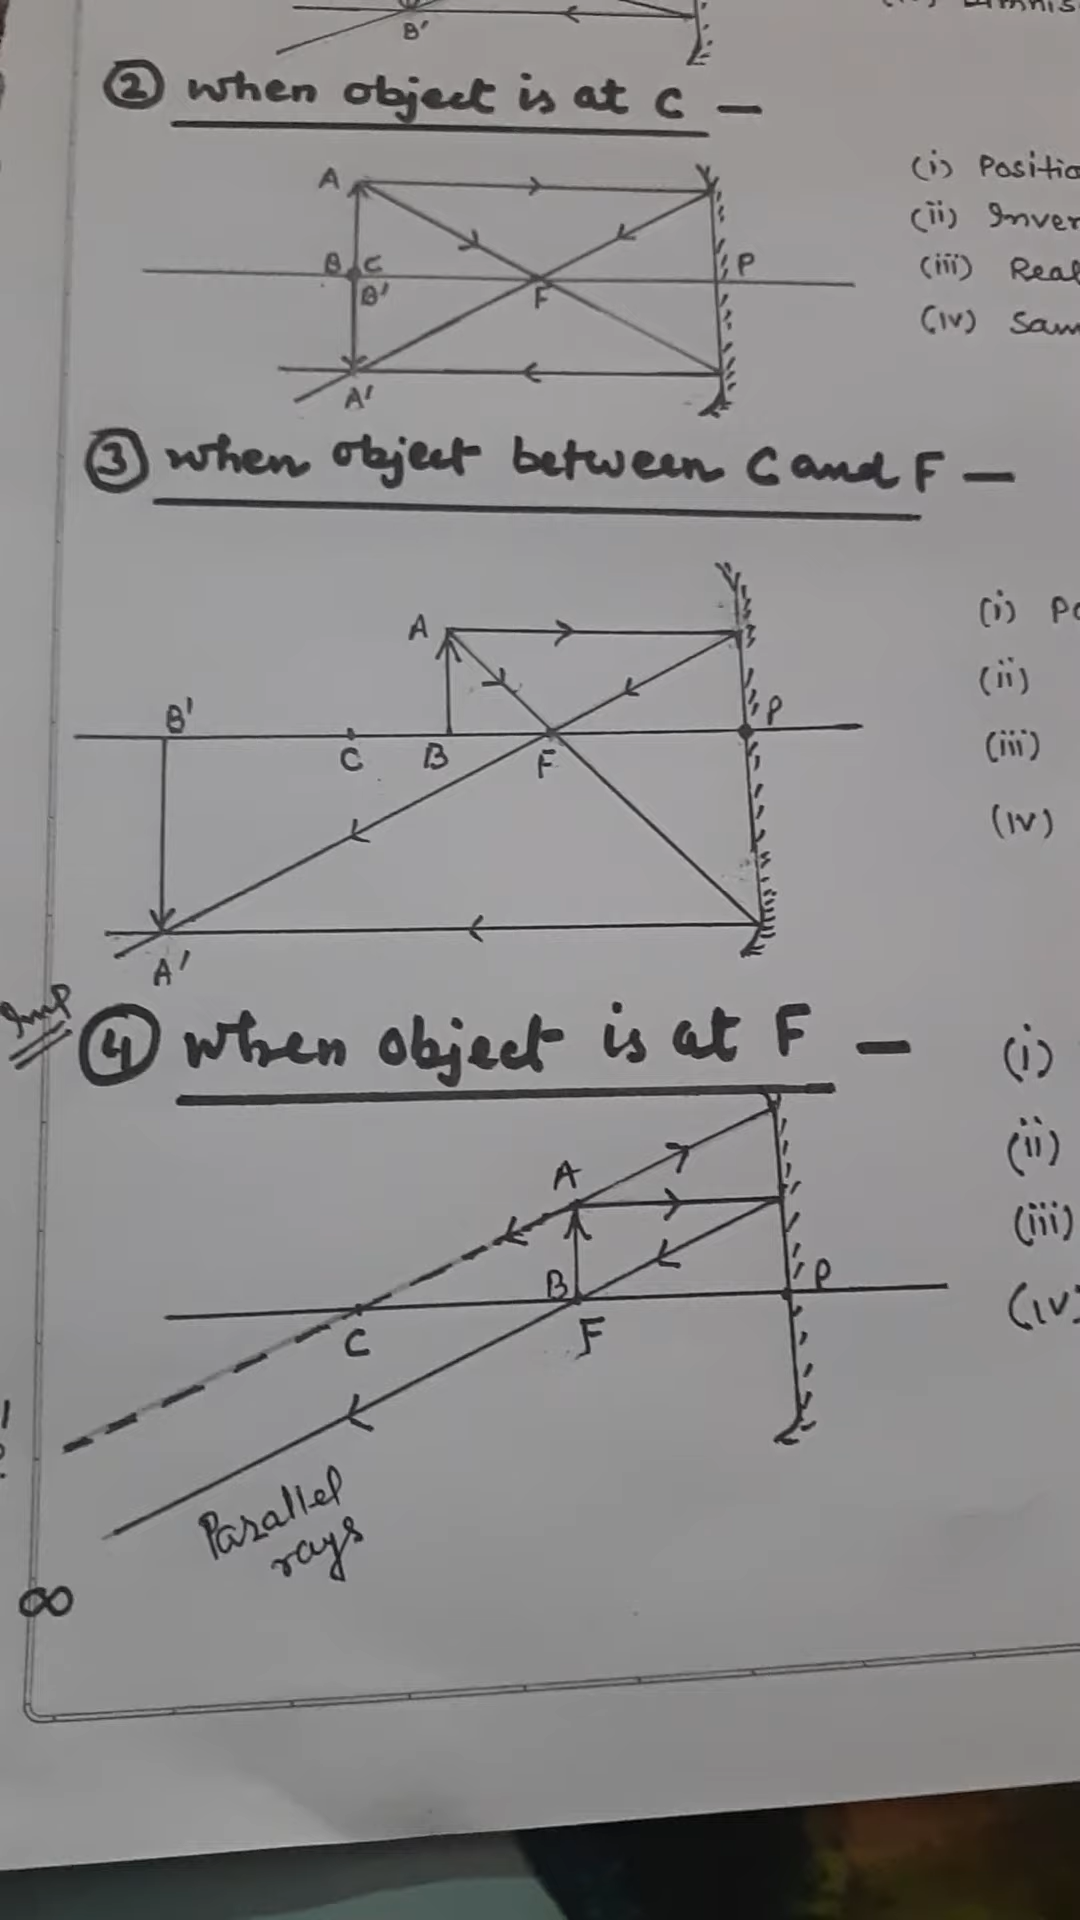 B'
② when object is at C —
A
(i) Positio
(ii) Inver
B C
P
(iii) Real
B'
F
(iv) Sam
A'
③ when object between C and F —
A
(i) Po
(ii)
B'
P
C
B
F
(iii)
(iv)
A'
Imp
④ when object is at F —
(i)
(ii)
A
(iii)
B
P
(iv)
C
F
Parallel
rays
∞